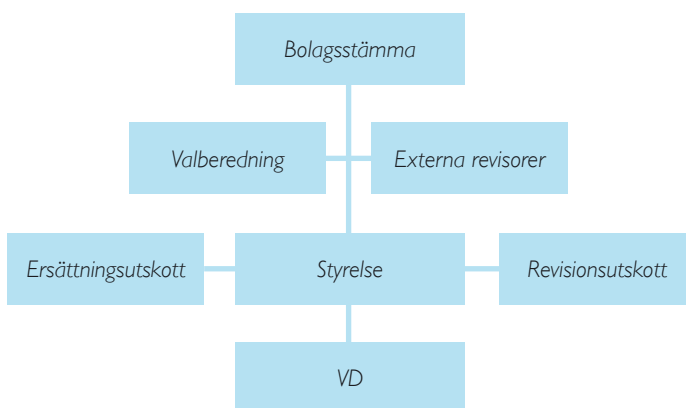 Bolagsstämma
Valberedning
Externa revisorer
Ersättningsutskott
Styrelse
Revisionsutskott
VD